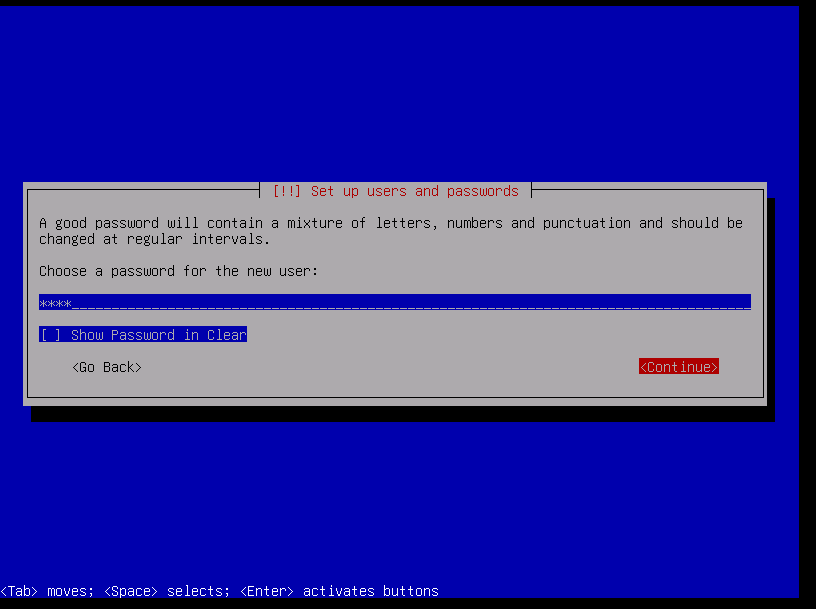 [!!] Set up users and passwords
A good password will contain a mixture of letters, numbers and punctuation and should be
changed at regular intervals.
Choose a password for the new user:
****
[ ] Show Password in Clear
<Go Back> <Continue>
<Tab> moves; <Space> selects; <Enter> activates buttons